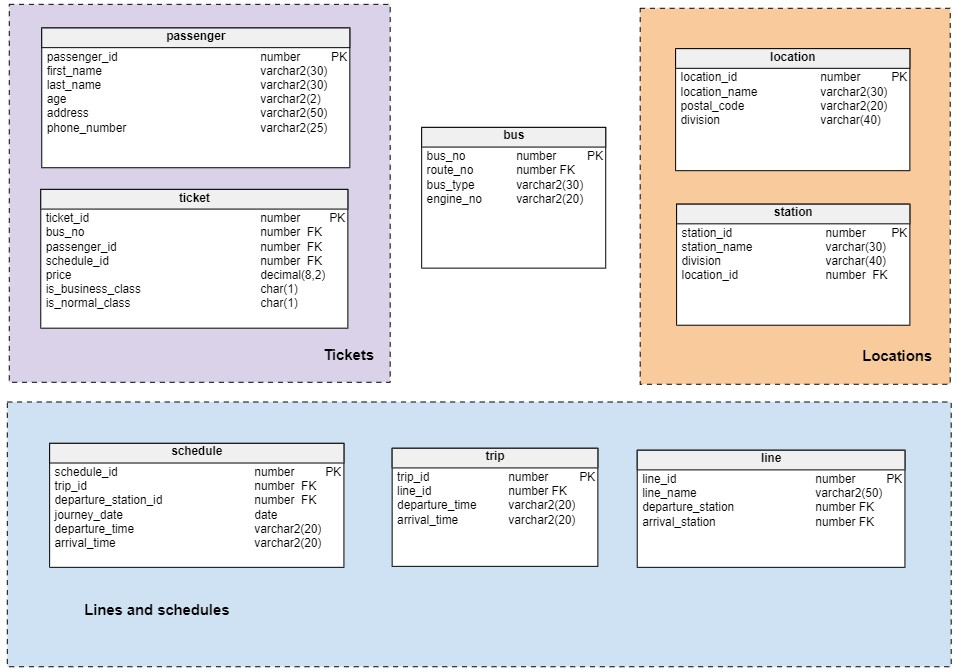 passenger
passenger_id number PK
first_name varchar2(30)
last_name varchar2(30)
age varchar2(2)
address varchar2(50)
phone_number varchar2(25)
ticket
ticket_id number PK
bus_no number FK
passenger_id number FK
schedule_id number FK
price decimal(8,2)
is_business_class char(1)
is_normal_class char(1)
Tickets
bus
bus_no number PK
route_no number FK
bus_type varchar2(30)
engine_no varchar2(20)
location
location_id number PK
location_name varchar2(30)
postal_code varchar2(20)
division varchar(40)
station
station_id number PK
station_name varchar(30)
division varchar(40)
location_id number FK
Locations
schedule
schedule_id number PK
trip_id number FK
departure_station_id number FK
journey_date date
departure_time varchar2(20)
arrival_time varchar2(20)
trip
trip_id number PK
line_id number FK
departure_time varchar2(20)
arrival_time varchar2(20)
line
line_id number PK
line_name varchar2(50)
departure_station number FK
arrival_station number FK
Lines and schedules